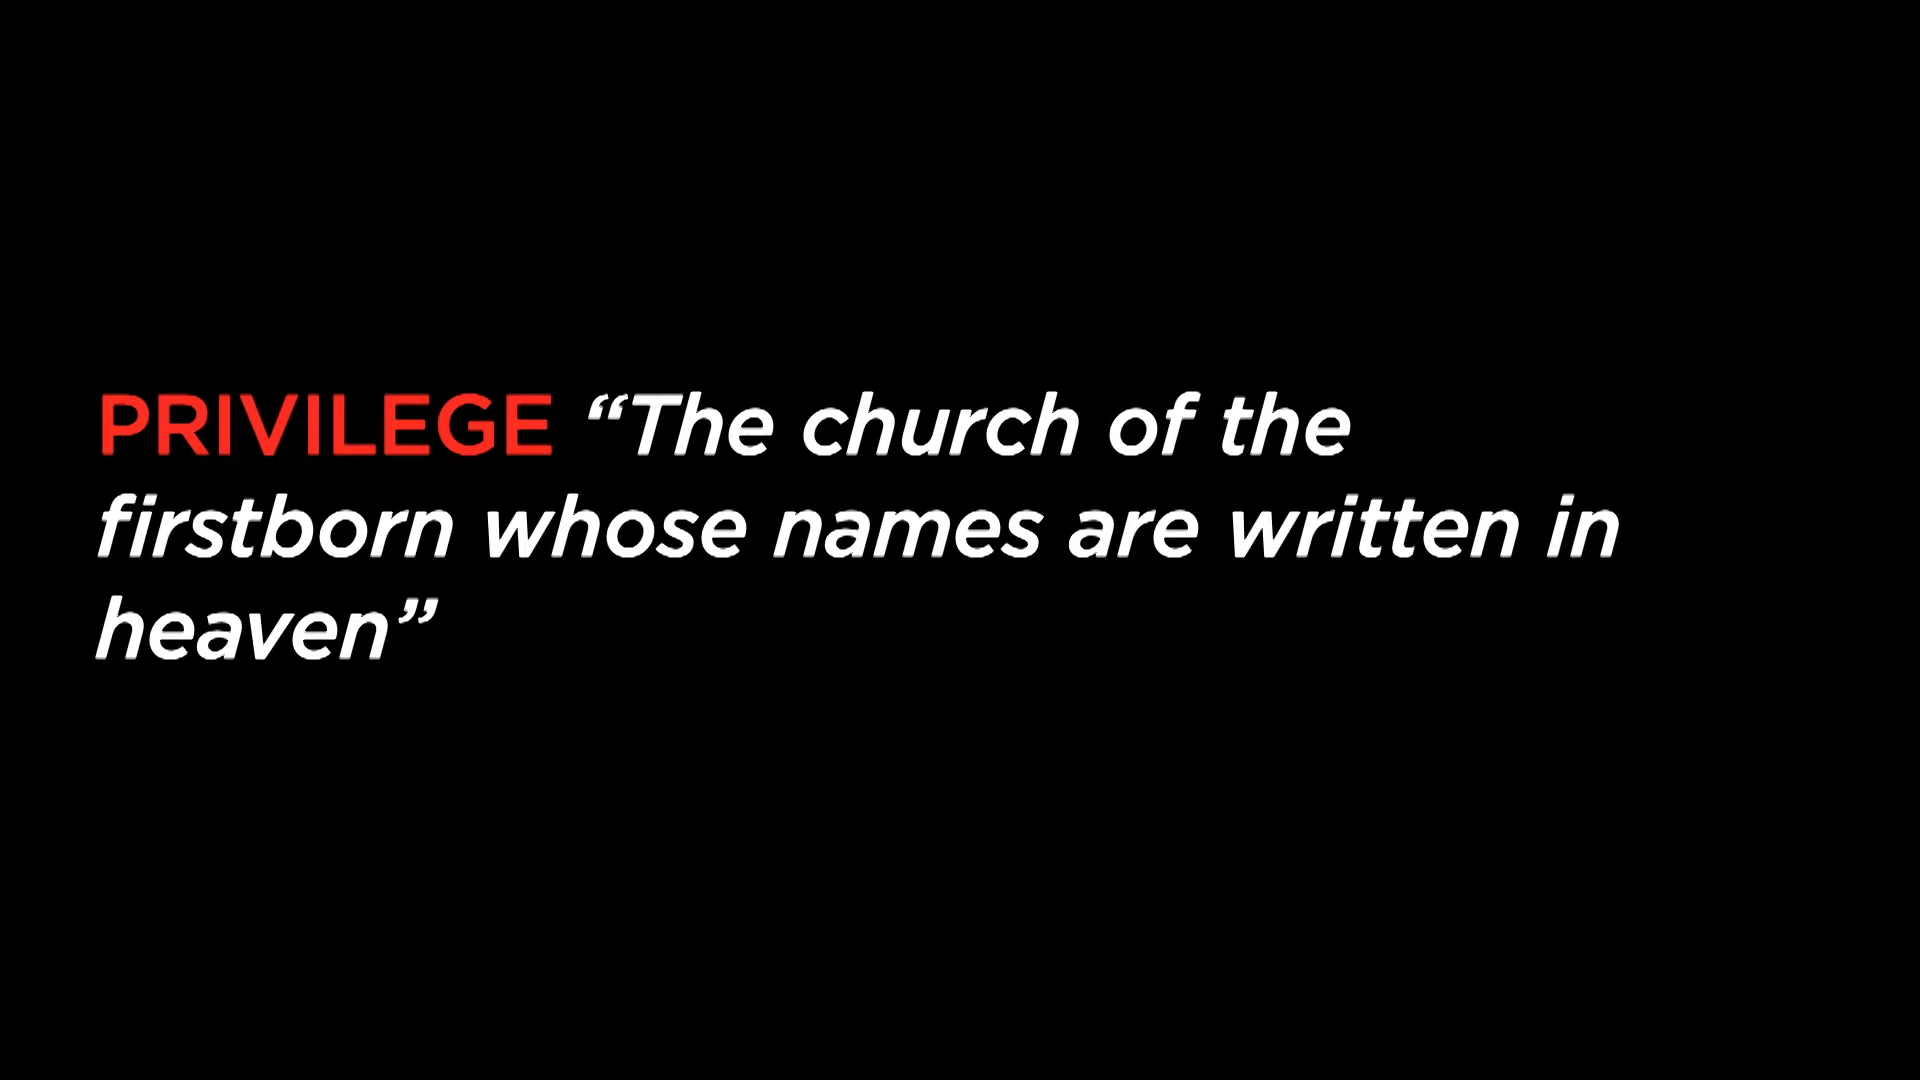 PRIVILEGE “The church of the
firstborn whose names are written in
heaven”